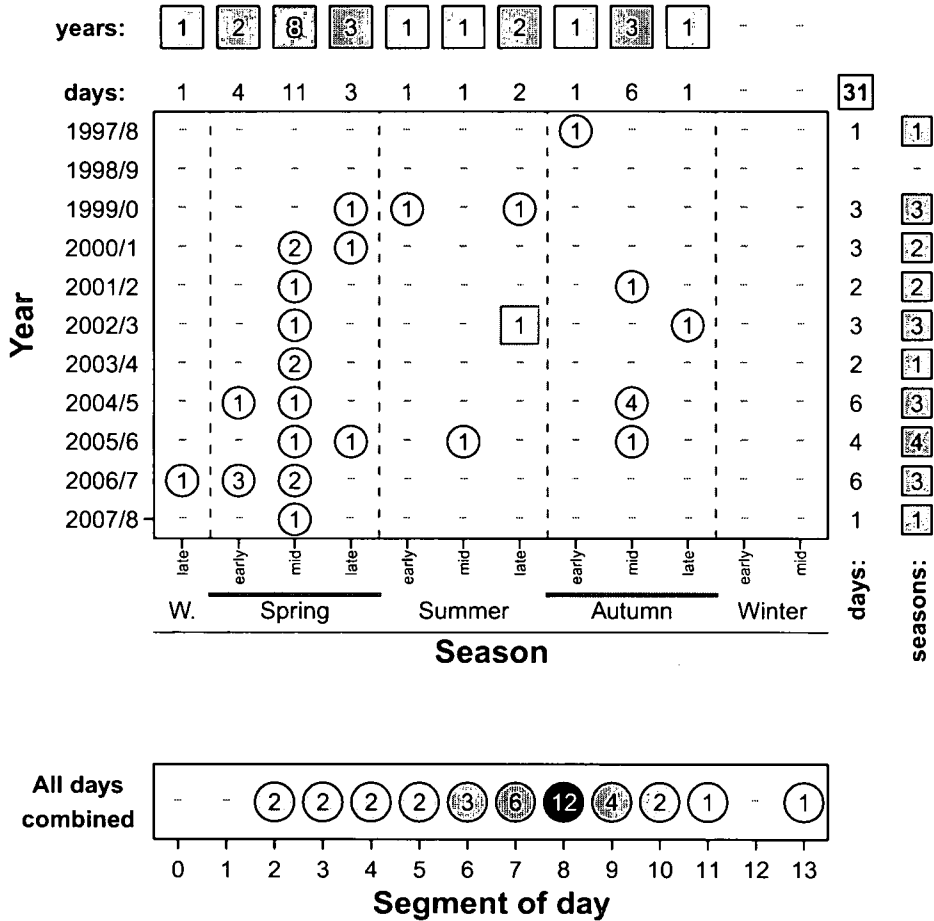 years: 1 2 8 3 1 1 2 1 3 1 - -
days: 1 4 11 3 1 1 2 1 6 1 - - 31
1997/8 - - - - - - - 1 - - - - 1 1
1998/9 - - - - - - - - - - - - - -
1999/0 - - - 1 1 - 1 - - - - - 3 3
2000/1 - - 2 1 - - - - - - - - 3 2
2001/2 - - 1 - - - - - 1 - - - 2 2
2002/3 - - 1 - - - 1 - - 1 - - 3 3
2003/4 - - 2 - - - - - - - - - 2 1
2004/5 - 1 1 - - - - - 4 - - - 6 3
2005/6 - - 1 1 - 1 - - 1 - - - 4 4
2006/7 1 3 2 - - - - - - - - - 6 3
2007/8 - - 1 - - - - - - - - - 1 1
Year
late early mid late early mid late early mid late early mid
W. Spring Summer Autumn Winter
days: seasons:
Season
All days
combined
- - 2 2 2 2 3 6 12 4 2 1 - 1
0 1 2 3 4 5 6 7 8 9 10 11 12 13
Segment of day